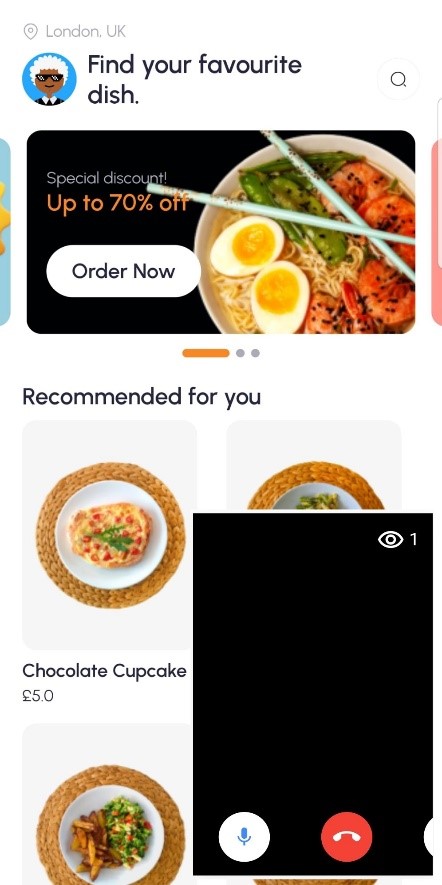 London, UK
Find your favourite
dish.
Special discount!
Up to 70% off
Order Now
Recommended for you
1
Chocolate Cupcake
£5.0